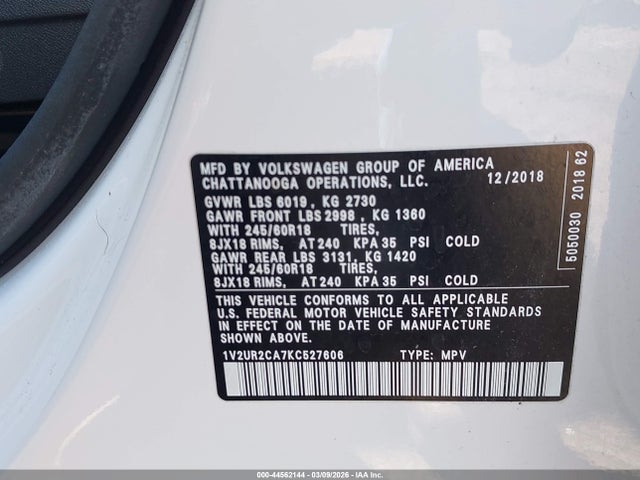 MFD BY VOLKSWAGEN GROUP OF AMERICA
CHATTANOOGA OPERATIONS, LLC. 12/2018
GVWR LBS 6019, KG 2730
GAWR FRONT LBS 2998, KG 1360
WITH 245/60R18 TIRES,
8JX18 RIMS, AT 240 KPA 35 PSI COLD
GAWR REAR LBS 3131, KG 1420
WITH 245/60R18 TIRES,
8JX18 RIMS, AT 240 KPA 35 PSI COLD
THIS VEHICLE CONFORMS TO ALL APPLICABLE
U.S. FEDERAL MOTOR VEHICLE SAFETY STANDARDS
IN EFFECT ON THE DATE OF MANUFACTURE
SHOWN ABOVE.
1V2UR2CA7KC527606 TYPE: MPV
5050030 2018 62
000-44562144 | 03/09/2026 - IAA